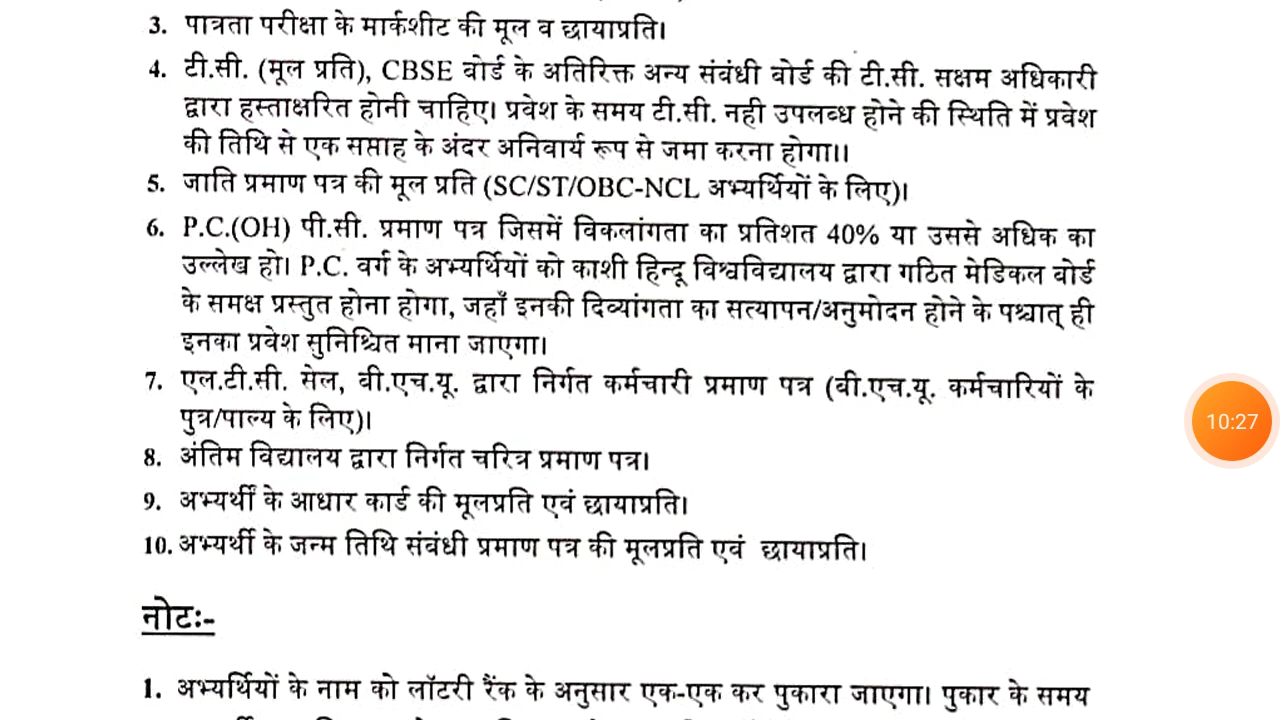 3. पात्रता परीक्षा के मार्कशीट की मूल व छायाप्रति।
4. टी.सी. (मूल प्रति), CBSE बोर्ड के अतिरिक्त अन्य संबंधी बोर्ड की टी.सी. सक्षम अधिकारी
द्वारा हस्ताक्षरित होनी चाहिए। प्रवेश के समय टी.सी. नही उपलब्ध होने की स्थिति में प्रवेश
की तिथि से एक सप्ताह के अंदर अनिवार्य रूप से जमा करना होगा।।
5. जाति प्रमाण पत्र की मूल प्रति (SC/ST/OBC-NCL अभ्यर्थियों के लिए)।
6. P.C.(OH) पी.सी. प्रमाण पत्र जिसमें विकलांगता का प्रतिशत 40% या उससे अधिक का
उल्लेख हो। P.C. वर्ग के अभ्यर्थियों को काशी हिन्दू विश्वविद्यालय द्वारा गठित मेडिकल बोर्ड
के समक्ष प्रस्तुत होना होगा, जहाँ इनकी दिव्यांगता का सत्यापन/अनुमोदन होने के पश्चात् ही
इनका प्रवेश सुनिश्चित माना जाएगा।
7. एल.टी.सी. सेल, बी.एच.यू. द्वारा निर्गत कर्मचारी प्रमाण पत्र (बी.एच.यू. कर्मचारियों के
पुत्र/पाल्य के लिए)।
8. अंतिम विद्यालय द्वारा निर्गत चरित्र प्रमाण पत्र।
9. अभ्यर्थी के आधार कार्ड की मूलप्रति एवं छायाप्रति।
10. अभ्यर्थी के जन्म तिथि संबंधी प्रमाण पत्र की मूलप्रति एवं छायाप्रति।
नोटः-
1. अभ्यर्थियों के नाम को लॉटरी रैंक के अनुसार एक-एक कर पुकारा जाएगा। पुकार के समय
10:27